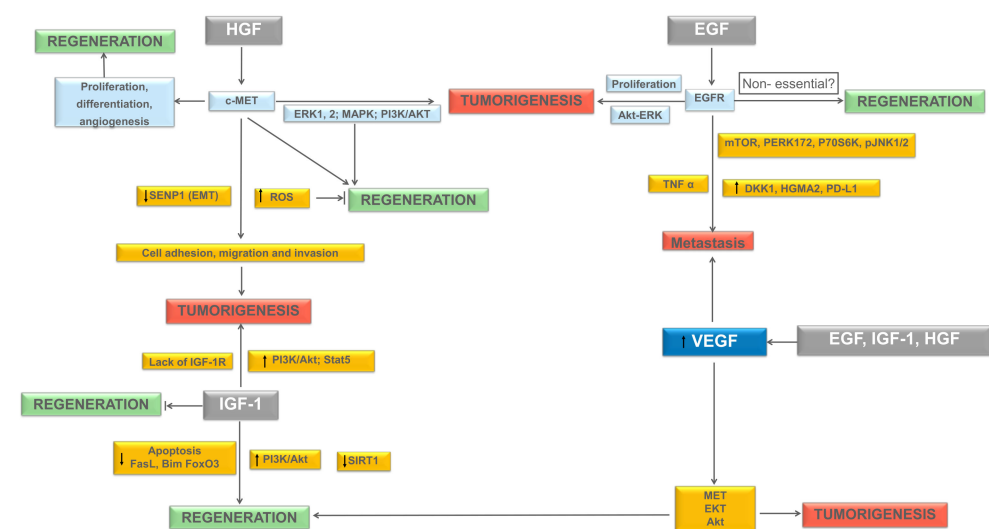 HGF
EGF
REGENERATION
Proliferation,
differentiation,
angiogenesis
c-MET
ERK1, 2; MAPK; PI3K/AKT
TUMORIGENESIS
Proliferation
Akt-ERK
EGFR
Non- essential?
REGENERATION
mTOR, PERK172, P70S6K, pJNK1/2
TNF α
↑ DKK1, HGMA2, PD-L1
↓SENP1 (EMT)
↑ ROS
REGENERATION
Metastasis
Cell adhesion, migration and invasion
TUMORIGENESIS
↑ VEGF
EGF, IGF-1, HGF
Lack of IGF-1R
↑ PI3K/Akt; Stat5
REGENERATION
IGF-1
↓ Apoptosis
FasL, Bim FoxO3
↑ PI3K/Akt
↓SIRT1
REGENERATION
MET
EKT
Akt
TUMORIGENESIS